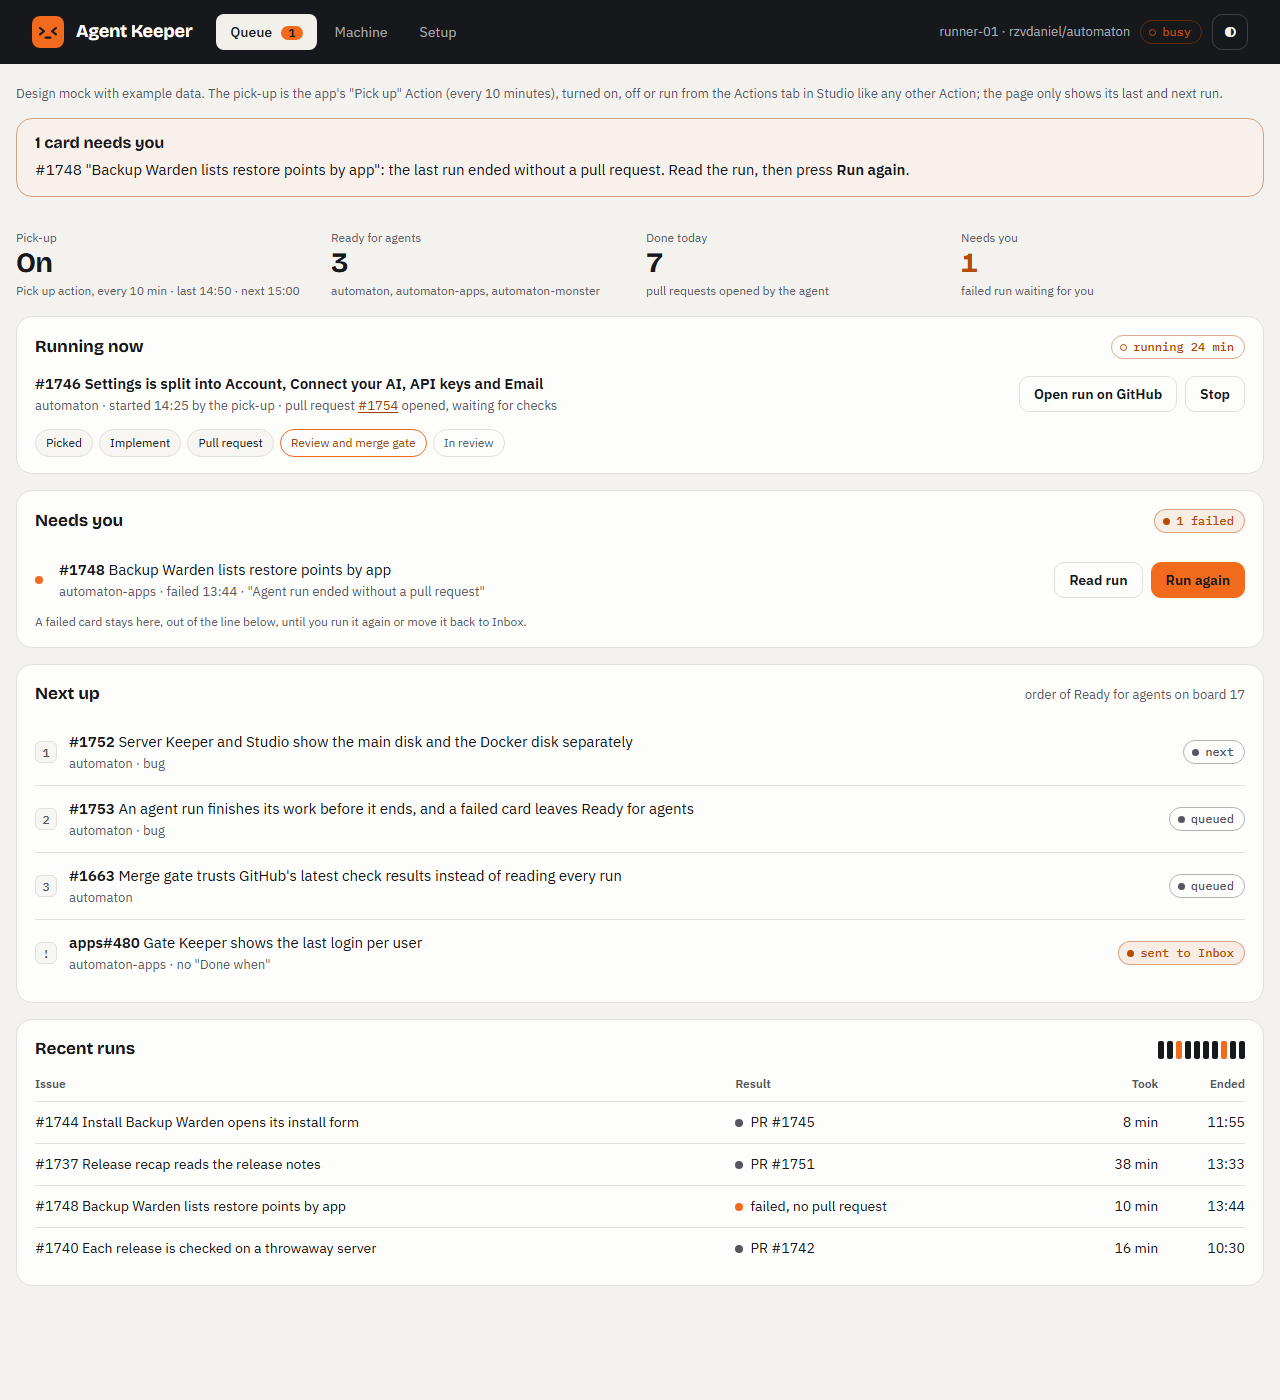 Agent Keeper
Queue 1
Machine
Setup
runner-01 · rzvdaniel/automaton
busy
Design mock with example data. The pick-up is the app's "Pick up" Action (every 10 minutes), turned on, off or run from the Actions tab in Studio like any other Action; the page only shows its last and next run.
1 card needs you
#1748 "Backup Warden lists restore points by app": the last run ended without a pull request. Read the run, then press Run again.
Pick-up
On
Pick up action, every 10 min · last 14:50 · next 15:00
Ready for agents
3
automaton, automaton-apps, automaton-monster
Done today
7
pull requests opened by the agent
Needs you
1
failed run waiting for you
Running now
running 24 min
#1746 Settings is split into Account, Connect your AI, API keys and Email
automaton · started 14:25 by the pick-up · pull request #1754 opened, waiting for checks
Open run on GitHub
Stop
Picked
Implement
Pull request
Review and merge gate
In review
Needs you
1 failed
#1748 Backup Warden lists restore points by app
automaton-apps · failed 13:44 · "Agent run ended without a pull request"
Read run
Run again
A failed card stays here, out of the line below, until you run it again or move it back to Inbox.
Next up
order of Ready for agents on board 17
1
#1752 Server Keeper and Studio show the main disk and the Docker disk separately
automaton · bug
next
2
#1753 An agent run finishes its work before it ends, and a failed card leaves Ready for agents
automaton · bug
queued
3
#1663 Merge gate trusts GitHub's latest check results instead of reading every run
automaton
queued
!
apps#480 Gate Keeper shows the last login per user
automaton-apps · no "Done when"
sent to Inbox
Recent runs
Issue Result Took Ended
#1744 Install Backup Warden opens its install form PR #1745 8 min 11:55
#1737 Release recap reads the release notes PR #1751 38 min 13:33
#1748 Backup Warden lists restore points by app failed, no pull request 10 min 13:44
#1740 Each release is checked on a throwaway server PR #1742 16 min 10:30